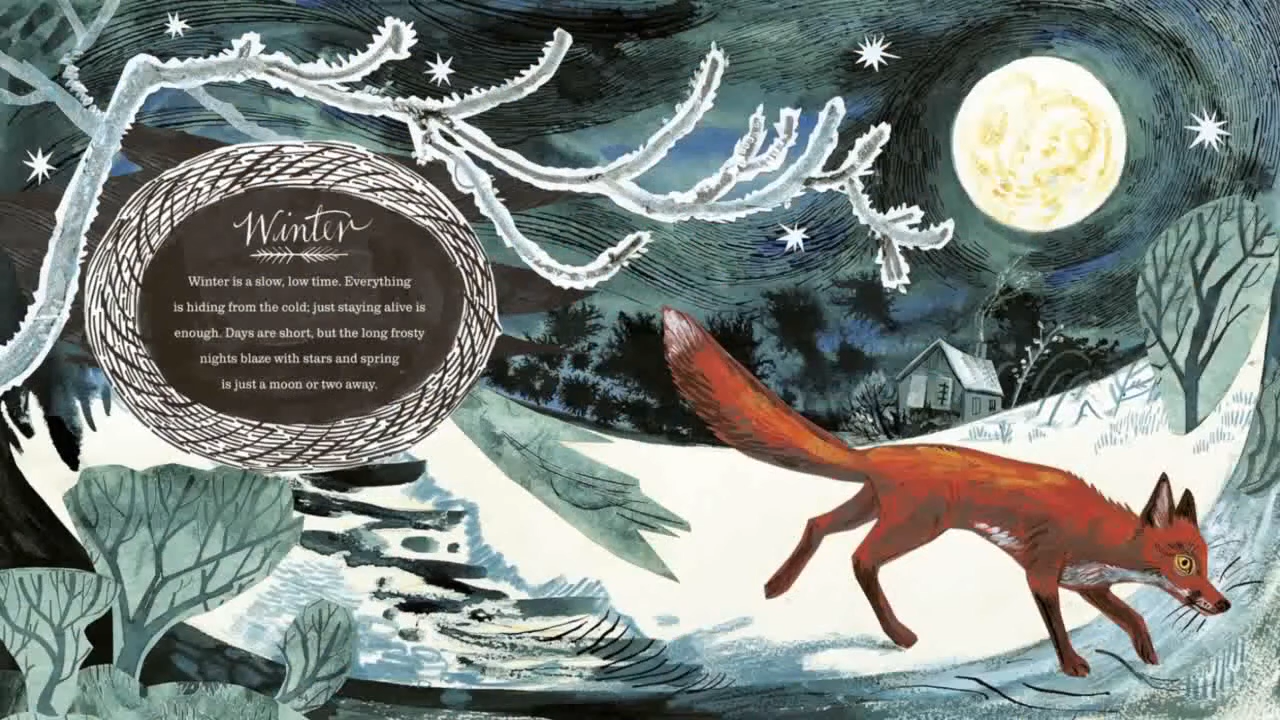 Winter
Winter is a slow, low time. Everything
is hiding from the cold; just staying alive is
enough. Days are short, but the long frosty
nights blaze with stars and spring
is just a moon or two away.